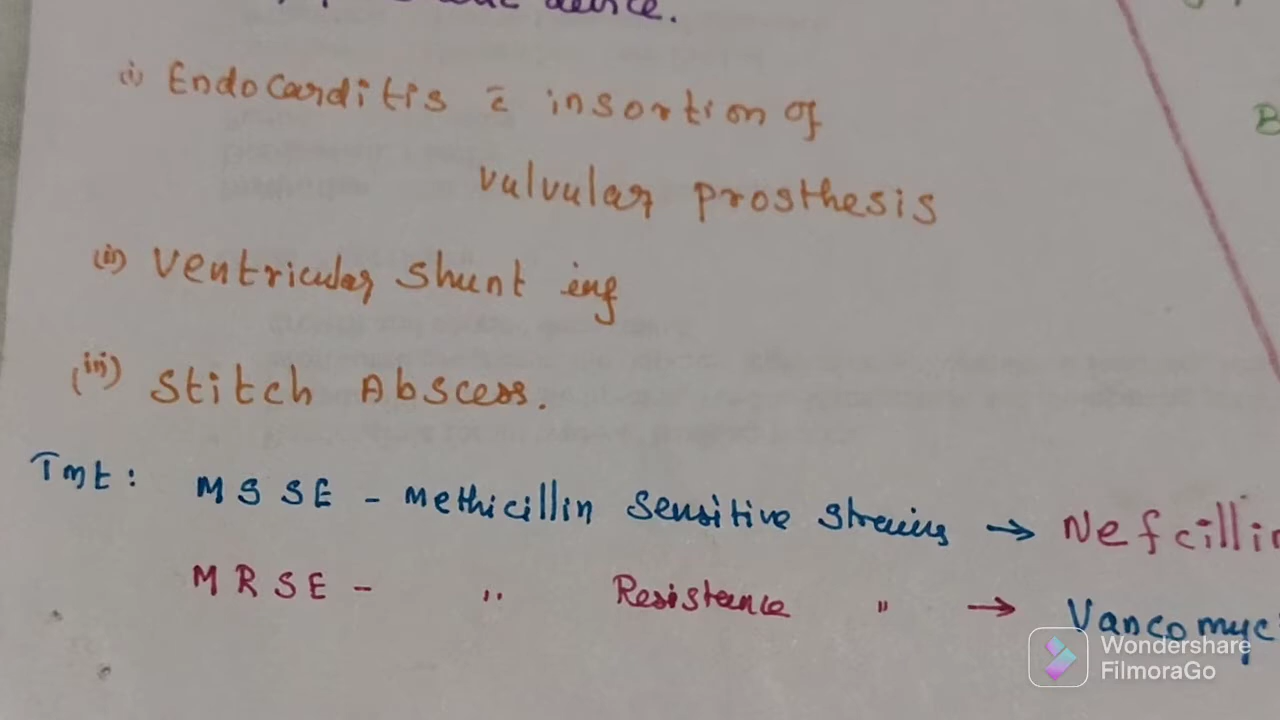 device.
(i) Endocarditis c̄ insortion of
valvular prosthesis
(ii) Ventricular Shunt inf
(iii) Stitch Abscess.
Tmt: MSSE - Methicillin Sensitive Strains → Nefcillin
MRSE - " Resistance " → Vancomyc
Wondershare
FilmoraGo